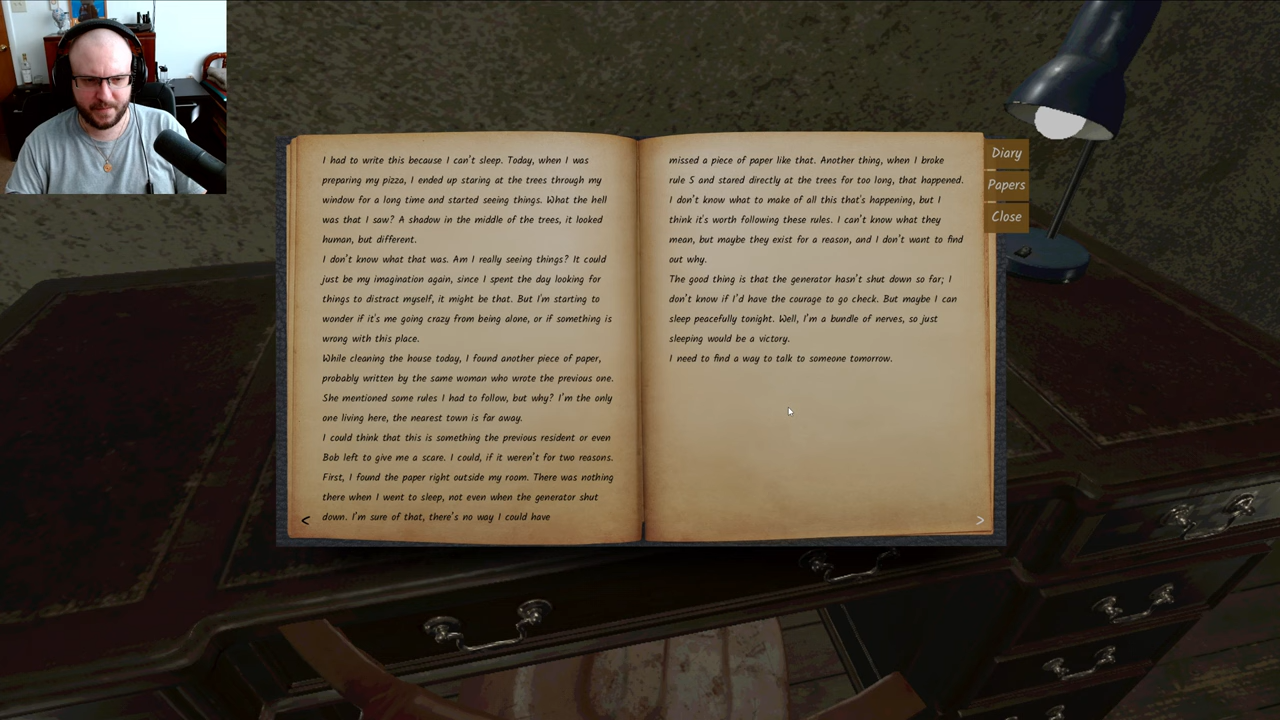 I had to write this because I can't sleep. Today, when I was
preparing my pizza, I ended up staring at the trees through my
window for a long time and started seeing things. What the hell
was that I saw? A shadow in the middle of the trees, it looked
human, but different.
I don't know what that was. Am I really seeing things? It could
just be my imagination again, since I spent the day looking for
things to distract myself, it might be that. But I'm starting to
wonder if it's me going crazy from being alone, or if something is
wrong with this place.
While cleaning the house today, I found another piece of paper,
probably written by the same woman who wrote the previous one.
She mentioned some rules I had to follow, but why? I'm the only
one living here, the nearest town is far away.
I could think that this is something the previous resident or even
Bob left to give me a scare. I could, if it weren't for two reasons.
First, I found the paper right outside my room. There was nothing
there when I went to sleep, not even when the generator shut
down. I'm sure of that, there's no way I could have
<
missed a piece of paper like that. Another thing, when I broke
rule 5 and stared directly at the trees for too long, that happened.
I don't know what to make of all this that's happening, but I
think it's worth following these rules. I can't know what they
mean, but maybe they exist for a reason, and I don't want to find
out why.
The good thing is that the generator hasn't shut down so far; I
don't know if I'd have the courage to go check. But maybe I can
sleep peacefully tonight. Well, I'm a bundle of nerves, so just
sleeping would be a victory.
I need to find a way to talk to someone tomorrow.
>
Diary
Papers
Close